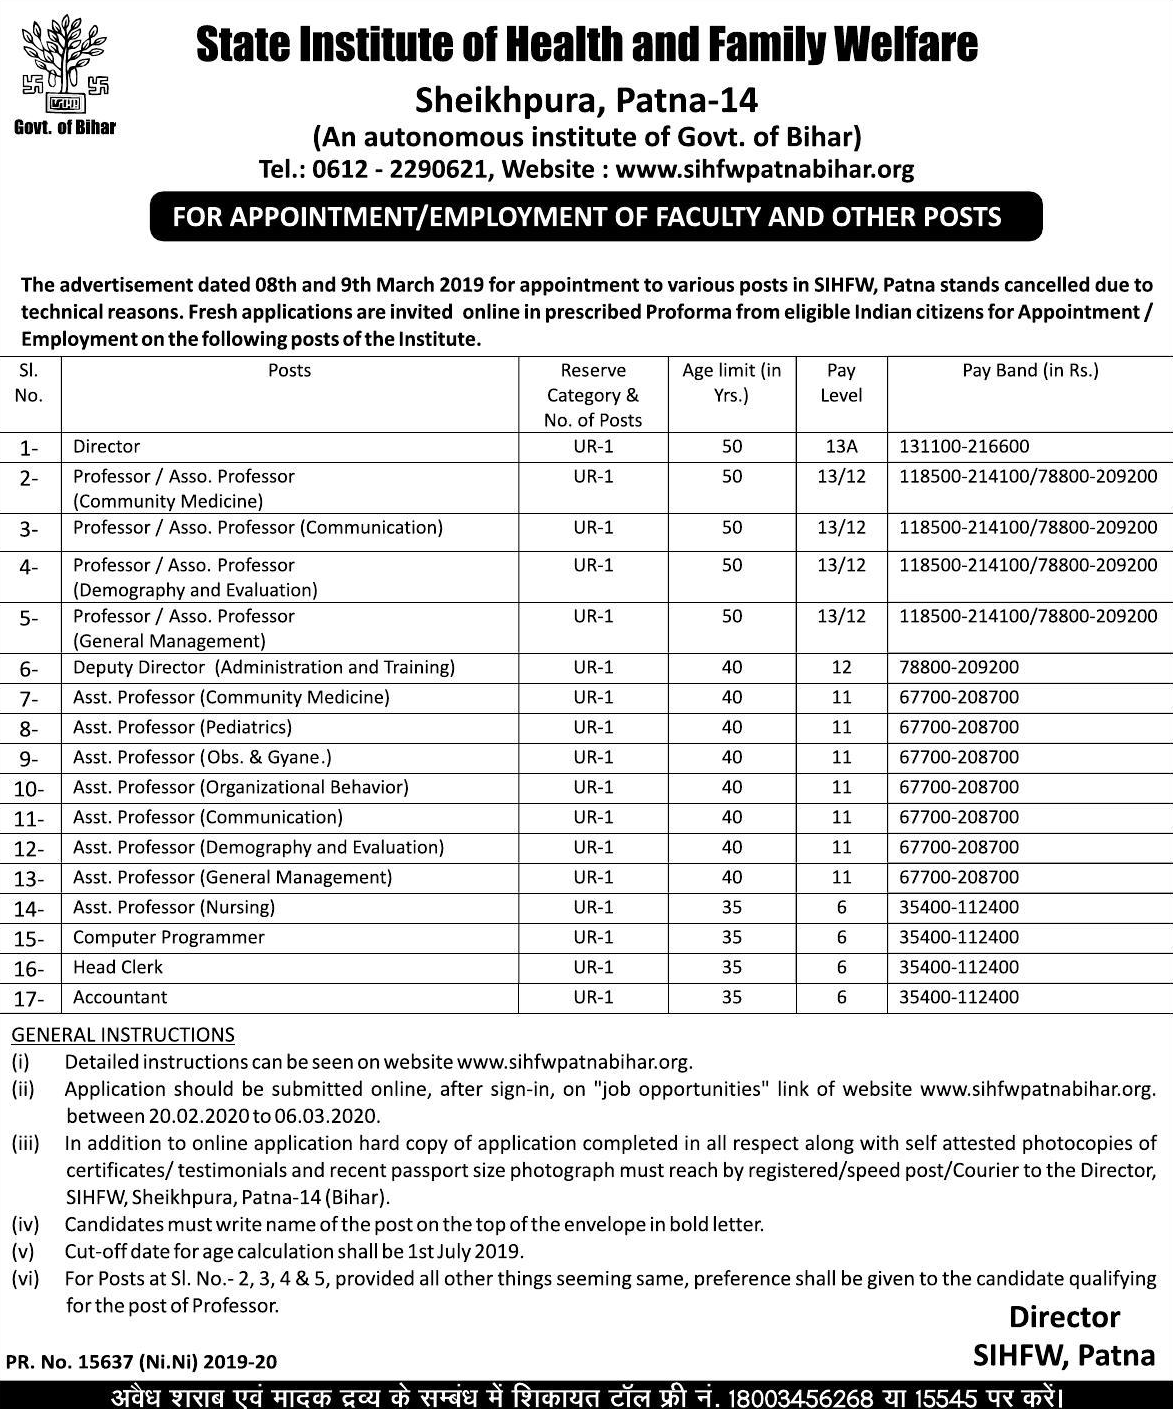 State Institute of Health and Family Welfare
Sheikhpura, Patna-14
Govt. of Bihar
(An autonomous institute of Govt. of Bihar)
Tel.: 0612 - 2290621, Website : www.sihfwpatnabihar.org
FOR APPOINTMENT/EMPLOYMENT OF FACULTY AND OTHER POSTS
The advertisement dated 08th and 9th March 2019 for appointment to various posts in SIHFW, Patna stands cancelled due to
technical reasons. Fresh applications are invited online in prescribed Proforma from eligible Indian citizens for Appointment /
Employment on the following posts of the Institute.
Sl. Posts Reserve Age limit (in Pay Pay Band (in Rs.)
No. Category & Yrs.) Level
No. of Posts
1- Director UR-1 50 13A 131100-216600
2- Professor / Asso. Professor UR-1 50 13/12 118500-214100/78800-209200
(Community Medicine)
3- Professor / Asso. Professor (Communication) UR-1 50 13/12 118500-214100/78800-209200
4- Professor / Asso. Professor UR-1 50 13/12 118500-214100/78800-209200
(Demography and Evaluation)
5- Professor / Asso. Professor UR-1 50 13/12 118500-214100/78800-209200
(General Management)
6- Deputy Director (Administration and Training) UR-1 40 12 78800-209200
7- Asst. Professor (Community Medicine) UR-1 40 11 67700-208700
8- Asst. Professor (Pediatrics) UR-1 40 11 67700-208700
9- Asst. Professor (Obs. & Gyane.) UR-1 40 11 67700-208700
10- Asst. Professor (Organizational Behavior) UR-1 40 11 67700-208700
11- Asst. Professor (Communication) UR-1 40 11 67700-208700
12- Asst. Professor (Demography and Evaluation) UR-1 40 11 67700-208700
13- Asst. Professor (General Management) UR-1 40 11 67700-208700
14- Asst. Professor (Nursing) UR-1 35 6 35400-112400
15- Computer Programmer UR-1 35 6 35400-112400
16- Head Clerk UR-1 35 6 35400-112400
17- Accountant UR-1 35 6 35400-112400
GENERAL INSTRUCTIONS
(i) Detailed instructions can be seen on website www.sihfwpatnabihar.org.
(ii) Application should be submitted online, after sign-in, on "job opportunities" link of website www.sihfwpatnabihar.org.
between 20.02.2020 to 06.03.2020.
(iii) In addition to online application hard copy of application completed in all respect along with self attested photocopies of
certificates/ testimonials and recent passport size photograph must reach by registered/speed post/Courier to the Director,
SIHFW, Sheikhpura, Patna-14 (Bihar).
(iv) Candidates must write name of the post on the top of the envelope in bold letter.
(v) Cut-off date for age calculation shall be 1st July 2019.
(vi) For Posts at Sl. No.- 2, 3, 4 & 5, provided all other things seeming same, preference shall be given to the candidate qualifying
for the post of Professor.
Director
SIHFW, Patna
PR. No. 15637 (Ni.Ni) 2019-20
अवैध शराब एवं मादक द्रव्य के सम्बंध में शिकायत टॉल फ्री नं. 18003456268 या 15545 पर करें।